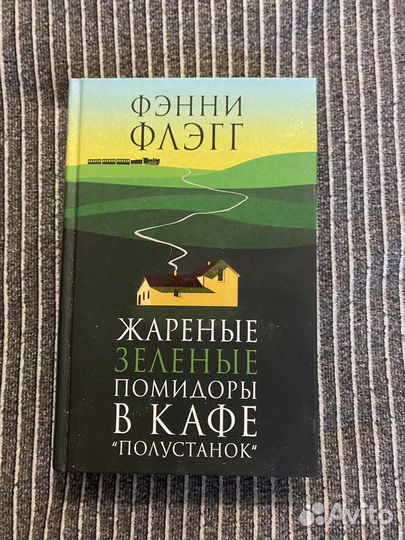 ФЭННИ
ФЛЭГГ
ЖАРЕНЫЕ
ЗЕЛЕНЫЕ
ПОМИДОРЫ
В КАФЕ
"ПОЛУСТАНОК"
Avito